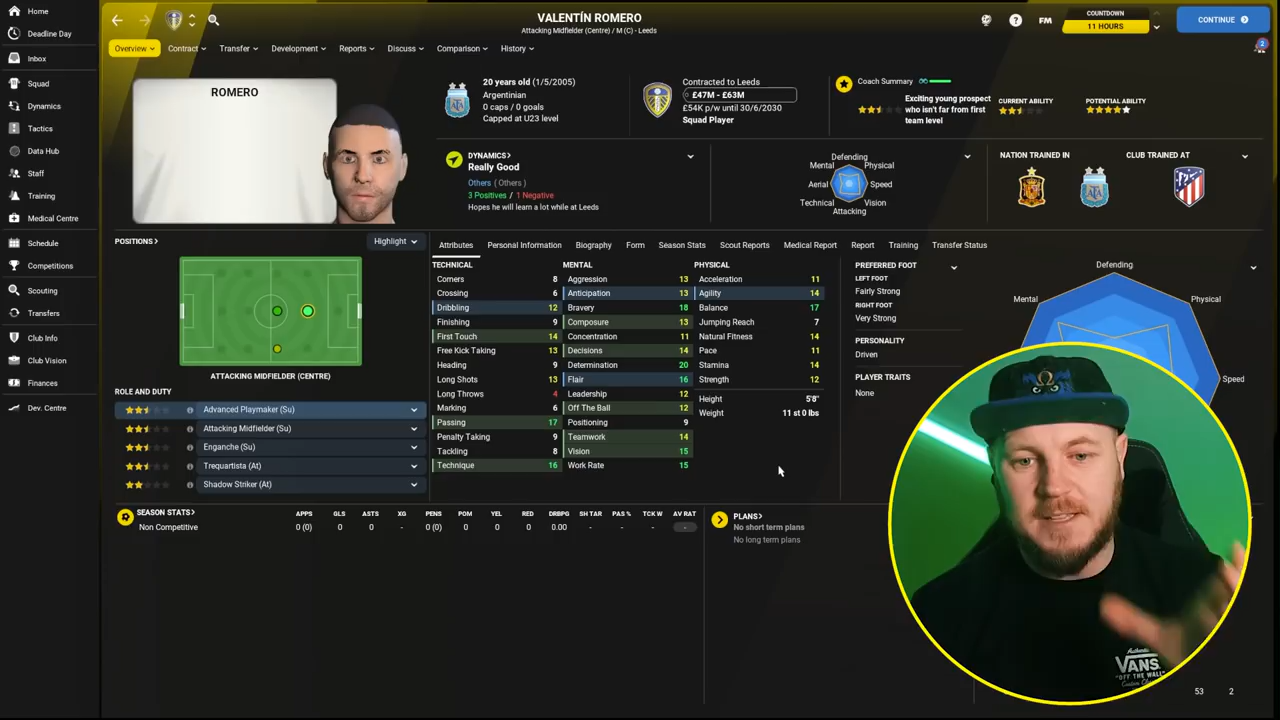 Home
Deadline Day
Inbox
Squad
Dynamics
Tactics
Data Hub
Staff
Training
Medical Centre
Schedule
Competitions
Scouting
Transfers
Club Info
Club Vision
Finances
Dev. Centre
VALENTÍN ROMERO
Attacking Midfielder (Centre) / M (C) - Leeds
FM
COUNTDOWN
11 HOURS
CONTINUE
2
Overview
Contract
Transfer
Development
Reports
Discuss
Comparison
History
ROMERO
20 years old (1/5/2005)
Argentinian
0 caps / 0 goals
Capped at U23 level
Contracted to Leeds
£47M - £63M
£54K p/w until 30/6/2030
Squad Player
Coach Summary
Exciting young prospect
who isn't far from first
team level
CURRENT ABILITY
POTENTIAL ABILITY
DYNAMICS
Really Good
Others ( Others )
3 Positives / 1 Negative
Hopes he will learn a lot while at Leeds
Defending
Mental
Physical
Aerial
Speed
Technical
Vision
Attacking
NATION TRAINED IN
CLUB TRAINED AT
POSITIONS
Highlight
ATTACKING MIDFIELDER (CENTRE)
ROLE AND DUTY
Advanced Playmaker (Su)
Attacking Midfielder (Su)
Enganche (Su)
Trequartista (At)
Shadow Striker (At)
Attributes
Personal Information
Biography
Form
Season Stats
Scout Reports
Medical Report
Report
Training
Transfer Status
TECHNICAL
Corners 8
Crossing 6
Dribbling 12
Finishing 9
First Touch 14
Free Kick Taking 13
Heading 9
Long Shots 13
Long Throws 4
Marking 6
Passing 17
Penalty Taking 9
Tackling 8
Technique 16
MENTAL
Aggression 13
Anticipation 13
Bravery 18
Composure 13
Concentration 11
Decisions 14
Determination 20
Flair 16
Leadership 12
Off The Ball 12
Positioning 9
Teamwork 14
Vision 15
Work Rate 15
PHYSICAL
Acceleration 11
Agility 14
Balance 17
Jumping Reach 7
Natural Fitness 14
Pace 11
Stamina 14
Strength 12
Height 5'8"
Weight 11 st 0 lbs
PREFERRED FOOT
LEFT FOOT
Fairly Strong
RIGHT FOOT
Very Strong
PERSONALITY
Driven
PLAYER TRAITS
None
Defending
Mental
Physical
Speed
SEASON STATS
APPS GLS ASTS XG PENS POM YEL RED DRBPG SH TAR PAS % TCK W AV RAT
Non Competitive 0 (0) 0 0 - 0 (0) 0 0 0 0.00 - - - -
PLANS
No short term plans
No long term plans
Authentic
VANS
"OFF THE WALL"
53 2